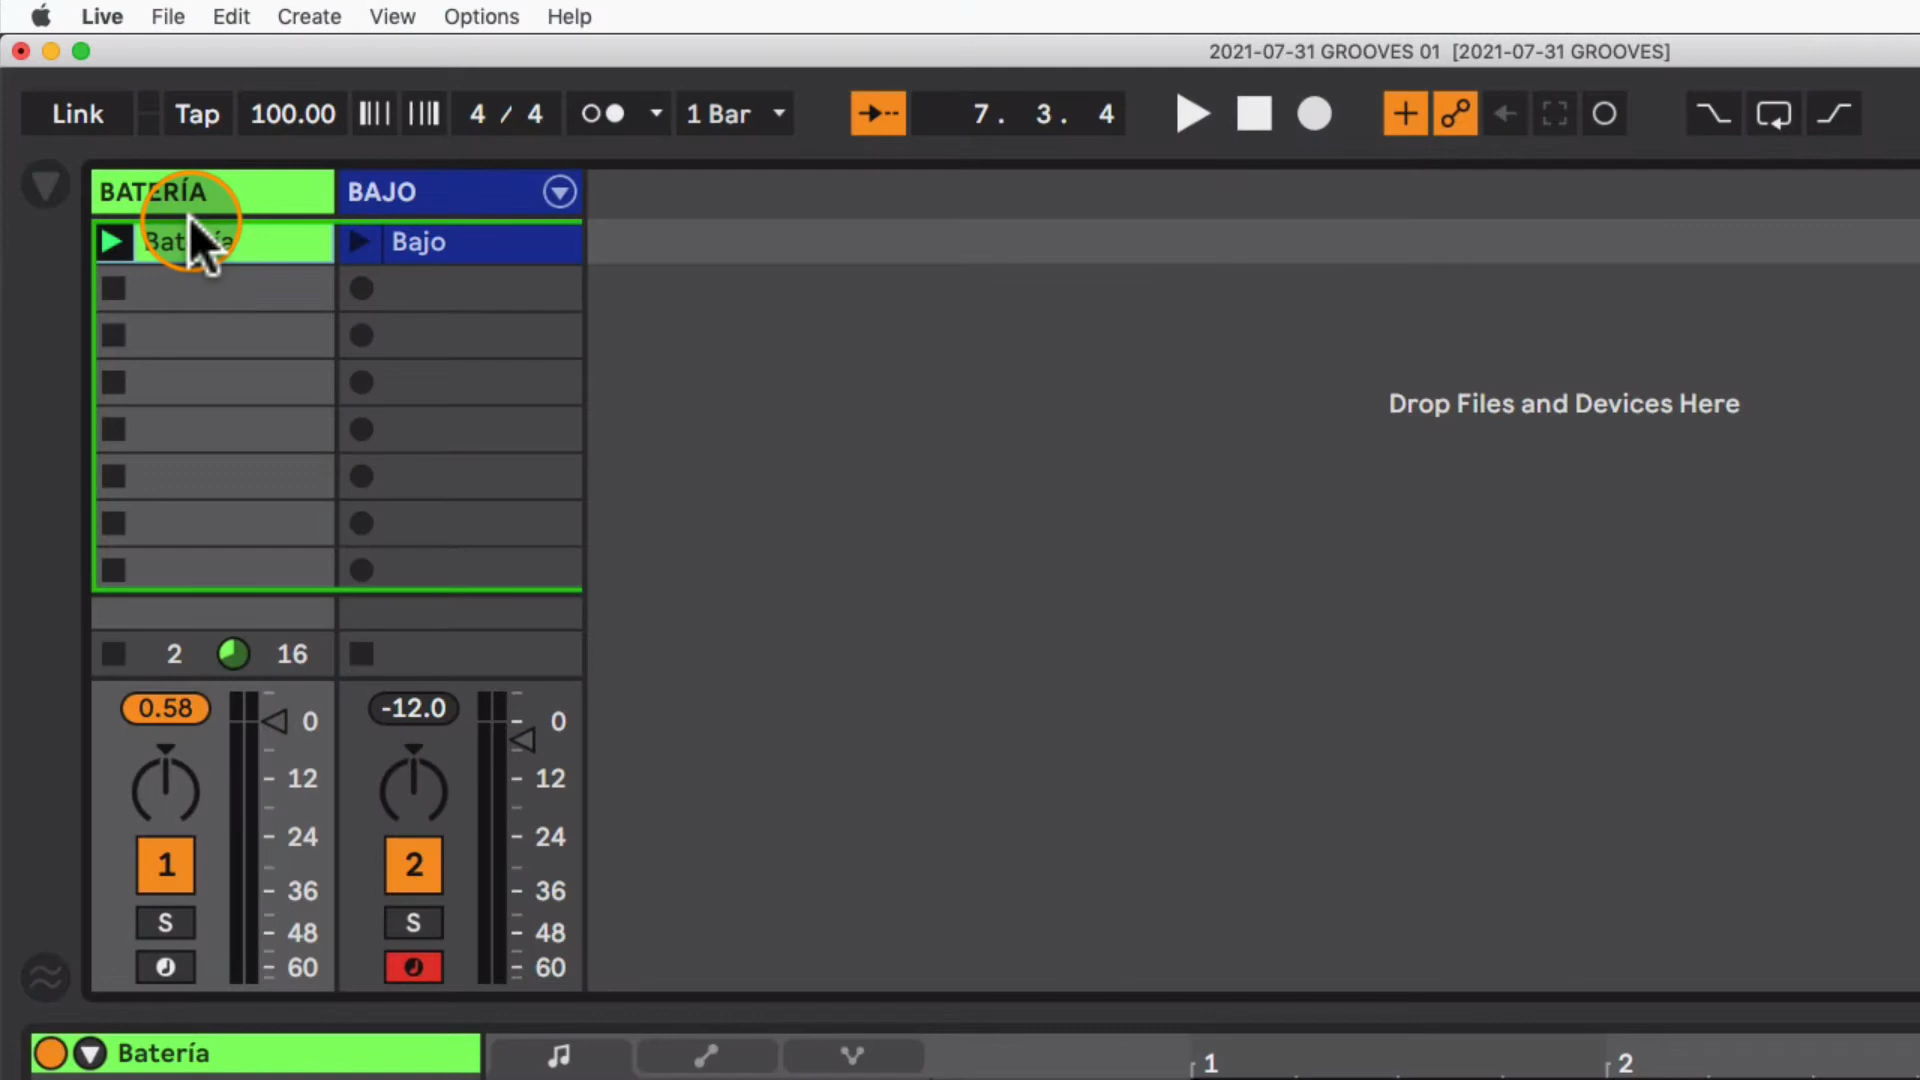 Live File Edit Create View Options Help
2021-07-31 GROOVES 01 [2021-07-31 GROOVES]
Link Tap 100.00 4 / 4 1 Bar 7. 3. 4
BATERÍA BAJO
Batería Bajo
Drop Files and Devices Here
2 16
0.58 -12.0
0 0
12 12
24 24
1 2
36 36
S S
48 48
60 60
Batería 1 2